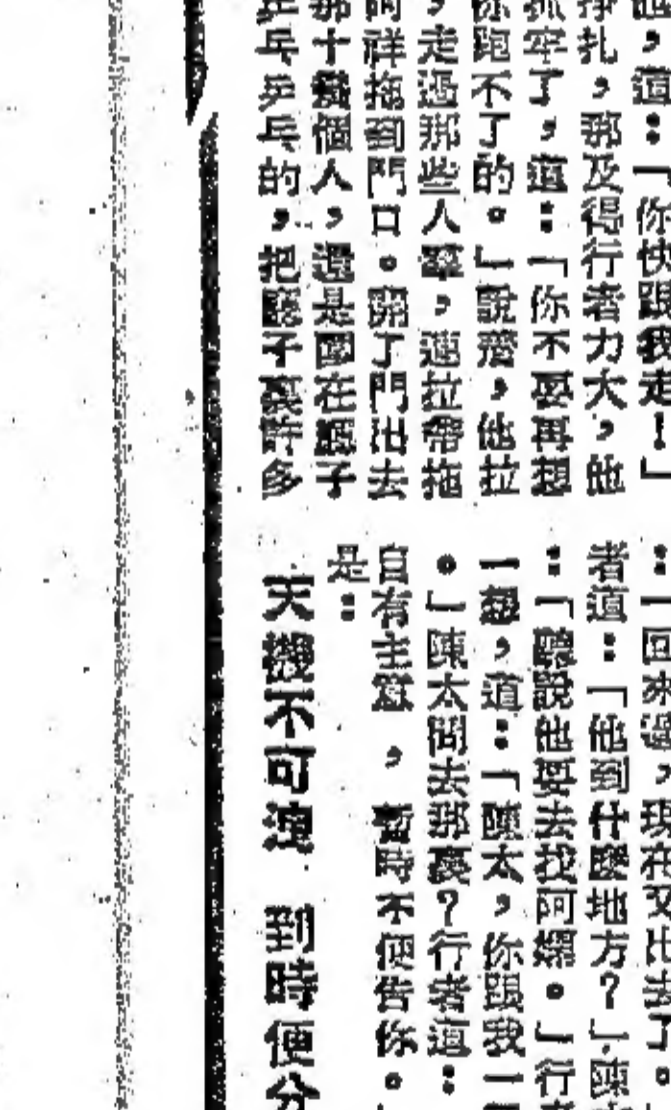 他，道：「你快跟我走！」
掙扎，那及得行者力大，他
抓牢了，道：「你不要再想
你跑不了的。」說齊，他拉
，走過那些人羣，連拉帶拖
阿祥拖到門口。開了門出去
那十幾個人，還是圍在廳子
乒乓乒乓的，把廳子裏許多
：「回來過，現在又出去了。
者道：「他到什麼地方？」陳
：「聽說他要去找阿嫘。」行
一想，道：「陳太，你跟我一
。」陳太問去那裏？行者道：
自有主意，暫時不便告你。」
是：
天機不可洩　到時便分